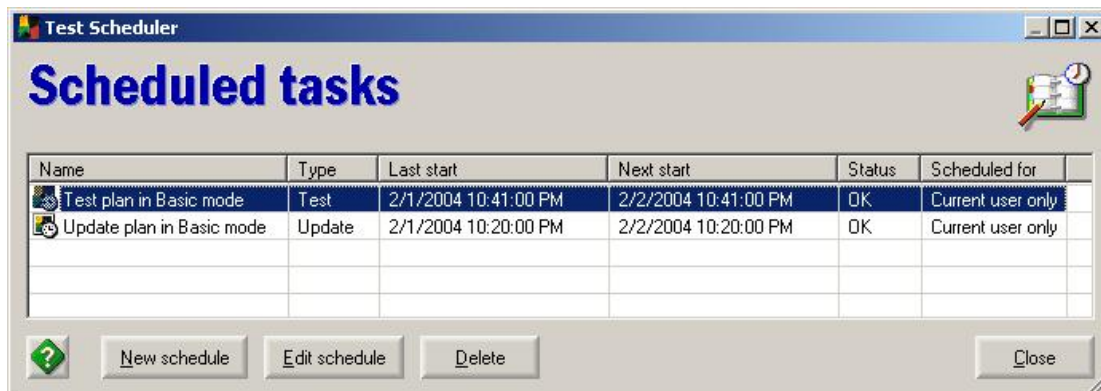 Test Scheduler
Scheduled tasks
Name Type Last start Next start Status Scheduled for
Test plan in Basic mode Test 2/1/2004 10:41:00 PM 2/2/2004 10:41:00 PM OK Current user only
Update plan in Basic mode Update 2/1/2004 10:20:00 PM 2/2/2004 10:20:00 PM OK Current user only
? New schedule Edit schedule Delete Close